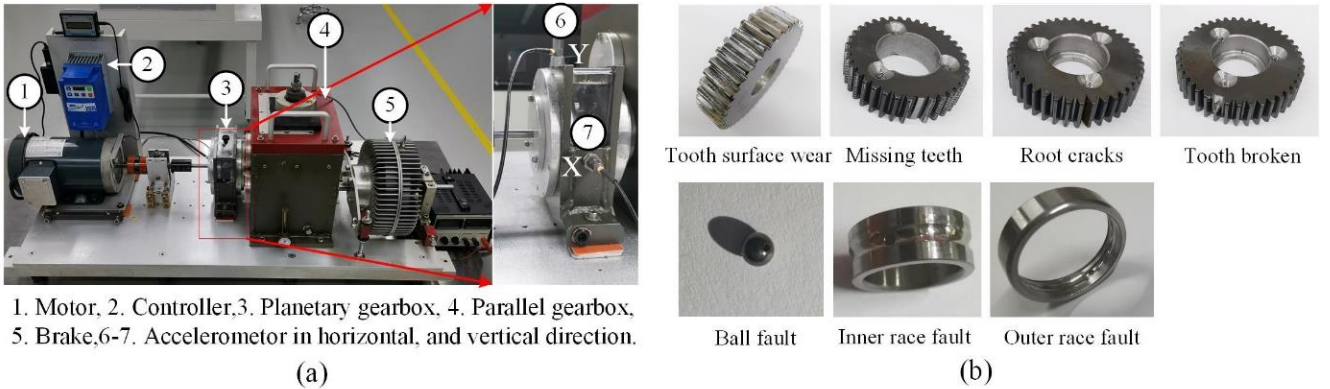 1
2
3
4
5
6
Y
7
X
1. Motor, 2. Controller,3. Planetary gearbox, 4. Parallel gearbox,
5. Brake,6-7. Accelerometor in horizontal, and vertical direction.
(a)
Tooth surface wear
Missing teeth
Root cracks
Tooth broken
Ball fault
Inner race fault
Outer race fault
(b)